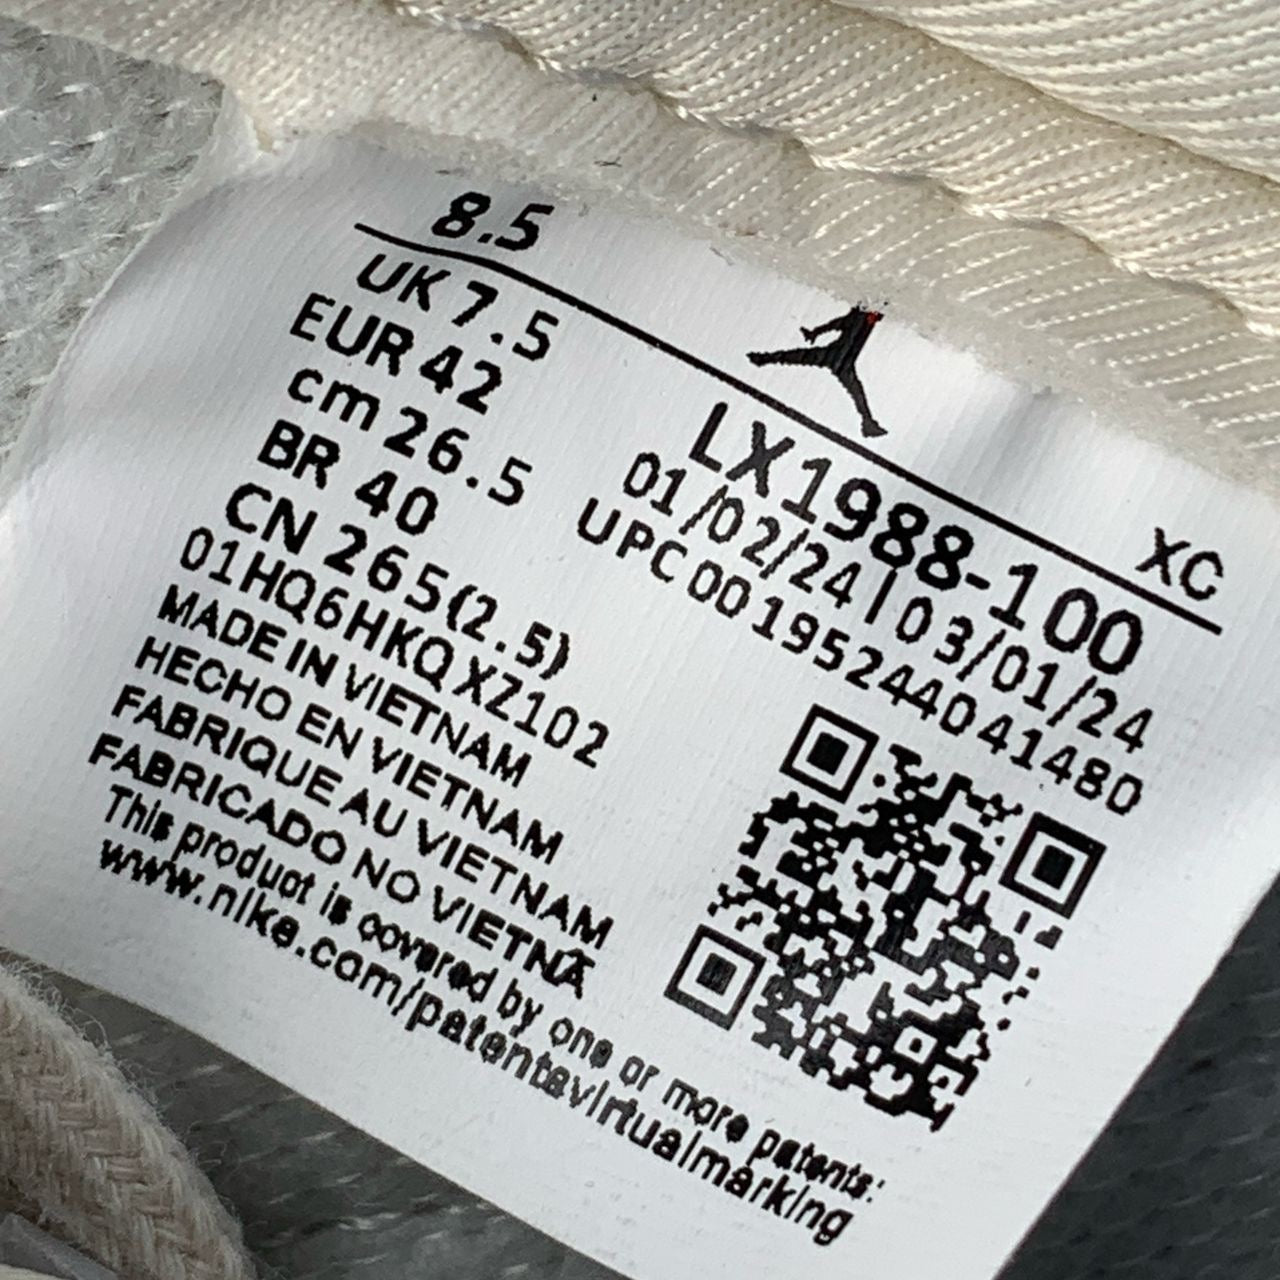 8.5
UK 7.5
EUR 42
cm 26.5
BR 40
CN 265(2.5)
01HQ6HKQXZ102
MADE IN VIETNAM
HECHO EN VIETNAM
FABRIQUE AU VIETNAM
FABRICADO NO VIETNÃ
This product is covered by one or more patents:
www.nike.com/patentavirtualmarking
XC
LX1988-100
01/02/24 | 03/01/24
UPC 00195244041480